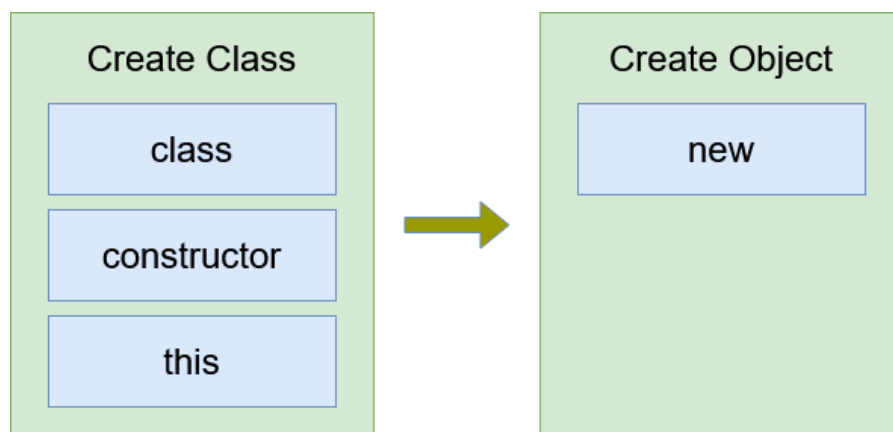 Create Class
class
constructor
this
Create Object
new